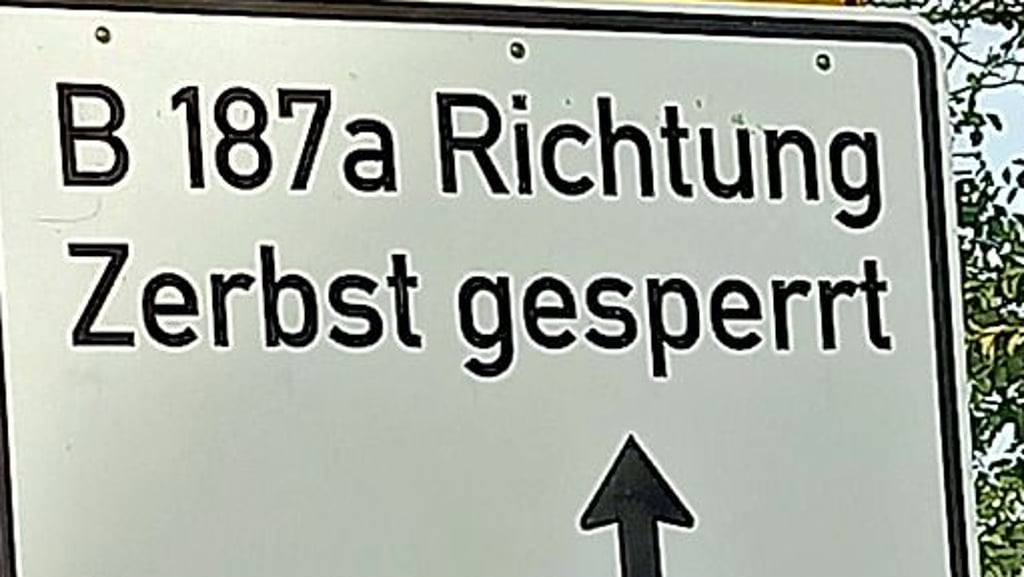 B 187a Richtung
Zerbst gesperrt